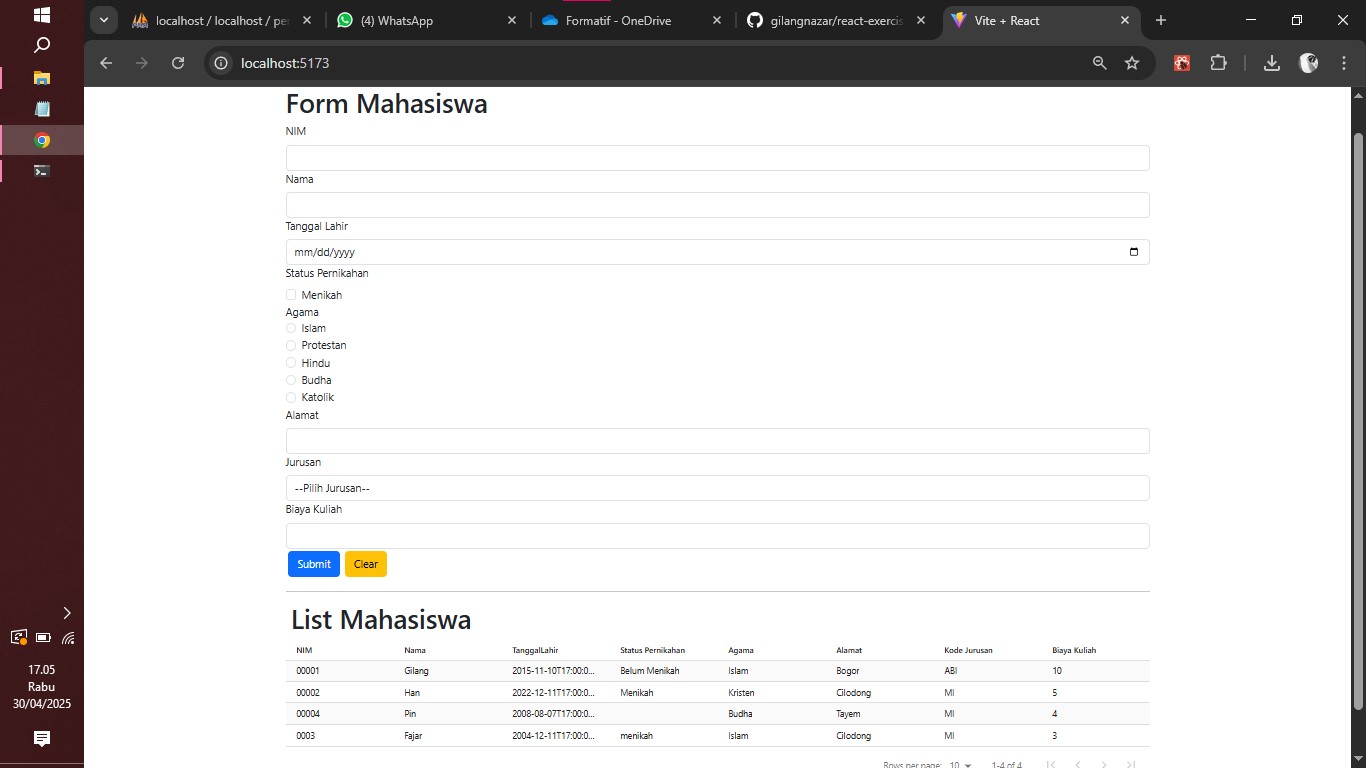 localhost / localhost / pe
(4) WhatsApp
Formatif - OneDrive
gilangnazar/react-exercis
Vite + React
localhost:5173
Form Mahasiswa
NIM
Nama
Tanggal Lahir
mm/dd/yyyy
Status Pernikahan
Menikah
Agama
Islam
Protestan
Hindu
Budha
Katolik
Alamat
Jurusan
--Pilih Jurusan--
Biaya Kuliah
Submit Clear
List Mahasiswa
NIM Nama TanggalLahir Status Pernikahan Agama Alamat Kode Jurusan Biaya Kuliah
00001 Gilang 2015-11-10T17:00:0... Belum Menikah Islam Bogor ABI 10
00002 Han 2022-12-11T17:00:0... Menikah Kristen Cilodong MI 5
00004 Pin 2008-08-07T17:00:0... Budha Tayem MI 4
0003 Fajar 2004-12-11T17:00:0... menikah Islam Cilodong MI 3
Rows per page: 10 1-4 of 4
17.05
Rabu
30/04/2025